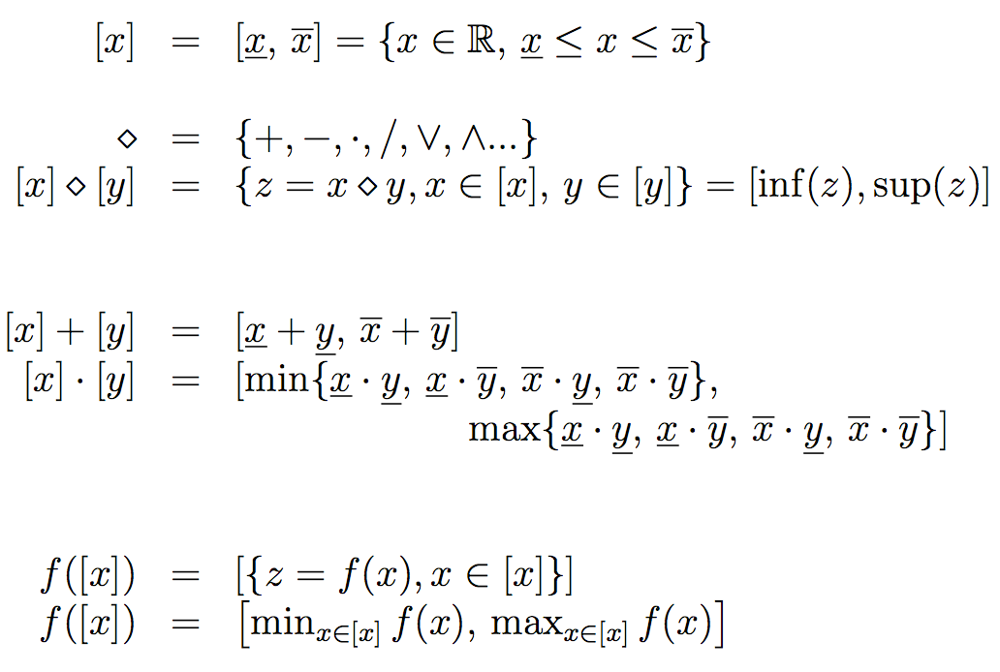 [x] = [x̲, x̅] = {x ∈ ℝ, x̲ ≤ x ≤ x̅}
⋄ = {+, −, ·, /, ∨, ∧...}
[x] ⋄ [y] = {z = x ⋄ y, x ∈ [x], y ∈ [y]} = [inf(z), sup(z)]
[x] + [y] = [x̲ + y̲, x̅ + y̅]
[x] · [y] = [min{x̲ · y̲, x̲ · y̅, x̅ · y̲, x̅ · y̅},
max{x̲ · y̲, x̲ · y̅, x̅ · y̲, x̅ · y̅}]
f([x]) = [{z = f(x), x ∈ [x]}]
f([x]) = [min_{x∈[x]} f(x), max_{x∈[x]} f(x)]